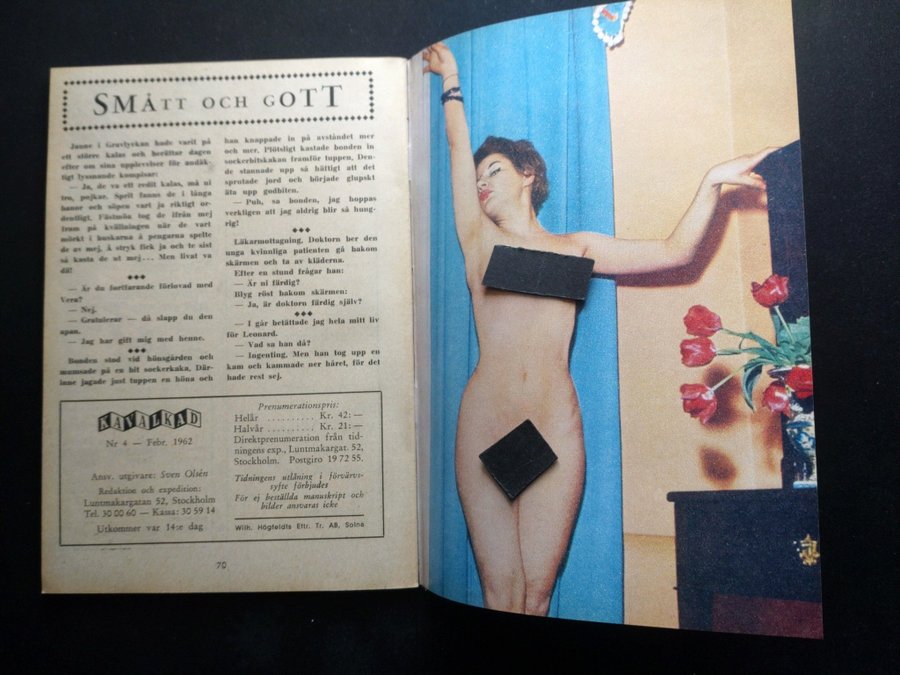 SMÅTT OCH GOTT
Janne i Gravlyckan hade varit på
ett större kalas och berättar dagen
efter om sina upplevelser för andäk-
tigt lyssnande kompisar:
— Ja, de va ett redit kalas, må ni
tro, pojkar. Sprit fanns de i långa
banor och söpen vart ja riktigt or-
dentligt. Fästmöa tog de ifrån mej
fram på kvällningen när de vart
mörkt i buskarna å pengarna spelte
de av mej, å stryk fick ja och te sist
så kasta de ut mej... Men livat va
dä!
— Är du fortfarande förlovad med
Vera?
— Nej.
— Gratulerar — då slapp du den
apan.
— Jag har gift mig med henne.
Bonden stod vid hönsgården och
mumsade på en bit sockerkaka. Där-
inne jagade just tuppen en höna och
han knappade in på avståndet mer
och mer. Plötsligt kastade bonden in
sockerbitskakan framför tuppen. Den-
de stannade upp så häftigt att det
sprutade jord och började glupskt
äta upp godbiten.
— Puh, sa bonden, jag hoppas
verkligen att jag aldrig blir så hung-
rig!
Läkarmottagning. Doktorn ber den
unga kvinnliga patienten gå bakom
skärmen och ta av kläderna.
Efter en stund frågar han:
— Är ni färdig?
Blyg röst bakom skärmen:
— Ja, är doktorn färdig själv?
— I går betättade jag hela mitt liv
för Leonard.
— Vad sa han då?
— Ingenting. Men han tog upp en
kam och kammade ner håret, för det
hade rest sej.
KAVALKAD
Nr 4 — Febr. 1962
Ansv. utgivare: Sven Olsén
Redaktion och expedition:
Luntmakargatan 52, Stockholm
Tel. 30 00 60 — Kassa: 30 59 14
Utkommer var 14:e dag
Prenumerationspris:
Helår .......... Kr. 42:—
Halvår .......... Kr. 21:—
Direktprenumeration från tid-
ningens exp., Luntmakargat. 52,
Stockholm. Postgiro 19 72 55.
Tidningens utlåning i förvärvs-
syfte förbjudes
För ej beställda manuskript och
bilder ansvaras icke
Wilh. Högfeldts Eftr. Tr. AB, Solna
70